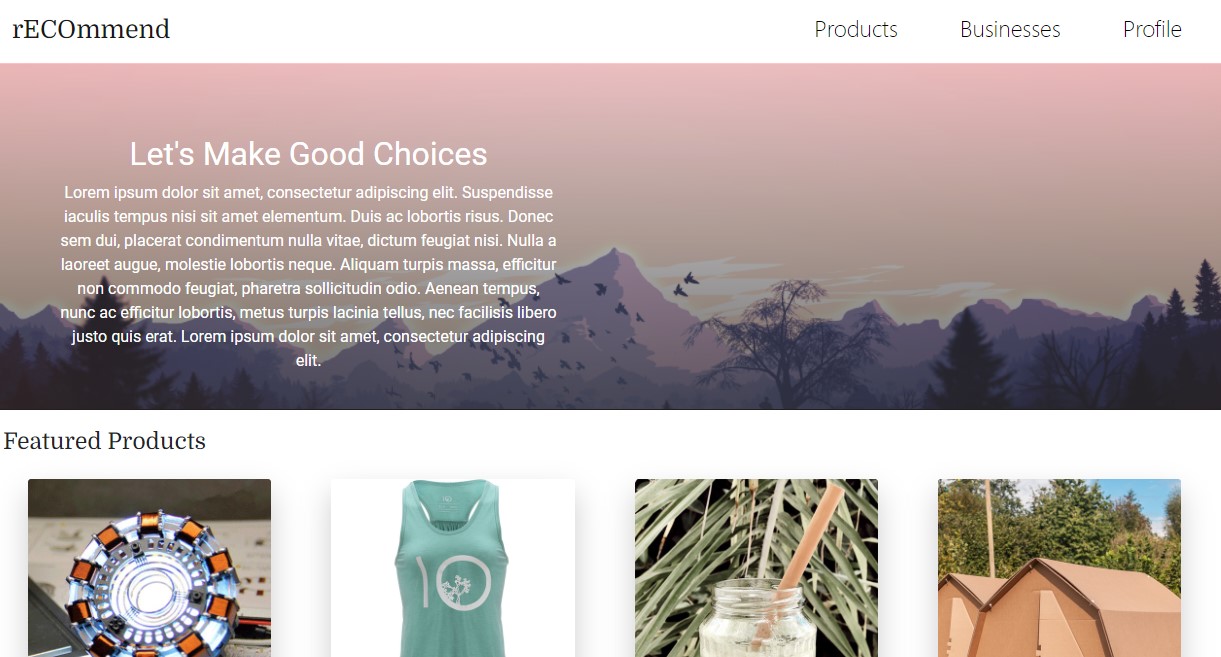 rECOmmend
Products Businesses Profile
Let's Make Good Choices
Lorem ipsum dolor sit amet, consectetur adipiscing elit. Suspendisse
iaculis tempus nisi sit amet elementum. Duis ac lobortis risus. Donec
sem dui, placerat condimentum nulla vitae, dictum feugiat nisi. Nulla a
laoreet augue, molestie lobortis neque. Aliquam turpis massa, efficitur
non commodo feugiat, pharetra sollicitudin odio. Aenean tempus,
nunc ac efficitur lobortis, metus turpis lacinia tellus, nec facilisis libero
justo quis erat. Lorem ipsum dolor sit amet, consectetur adipiscing
elit.
Featured Products
10